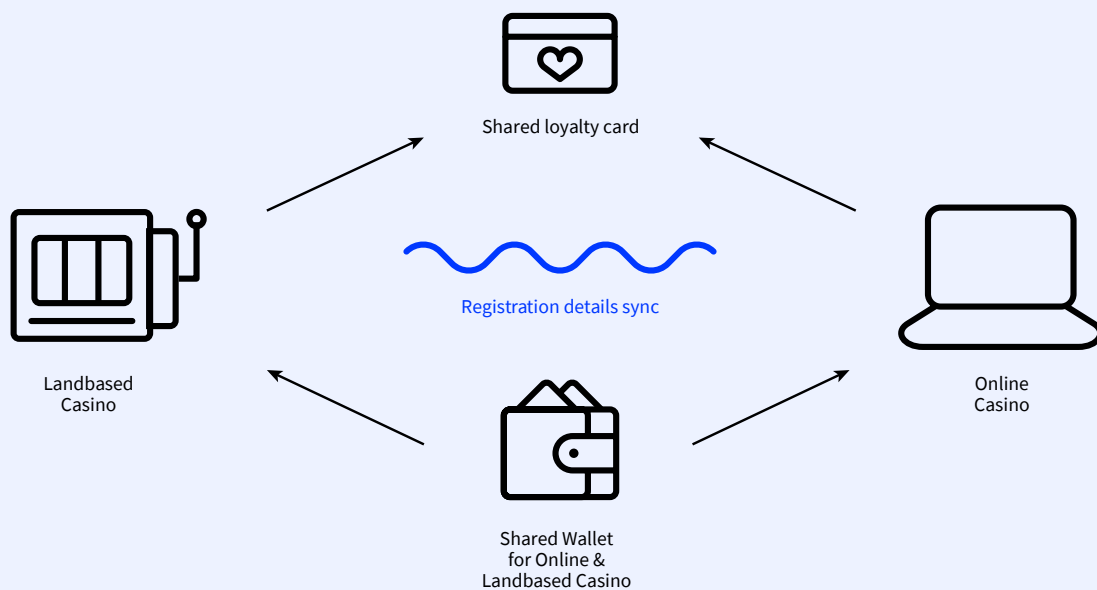 Shared loyalty card
Registration details sync
Landbased
Casino
Online
Casino
Shared Wallet
for Online &
Landbased Casino